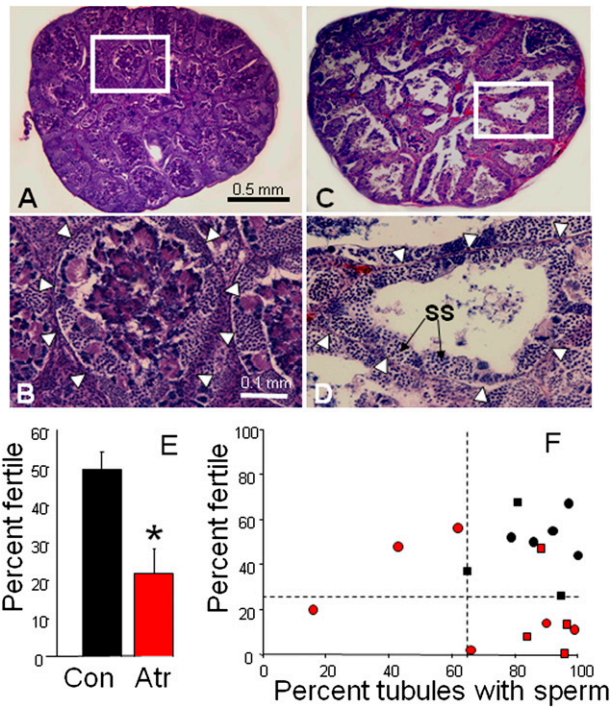 A
0.5 mm
C
B
0.1 mm
SS
D
Percent fertile
60
50
40
30
20
10
0
E
*
Con Atr
Percent fertile
100
80
60
40
20
0
F
0 20 40 60 80 100
Percent tubules with sperm